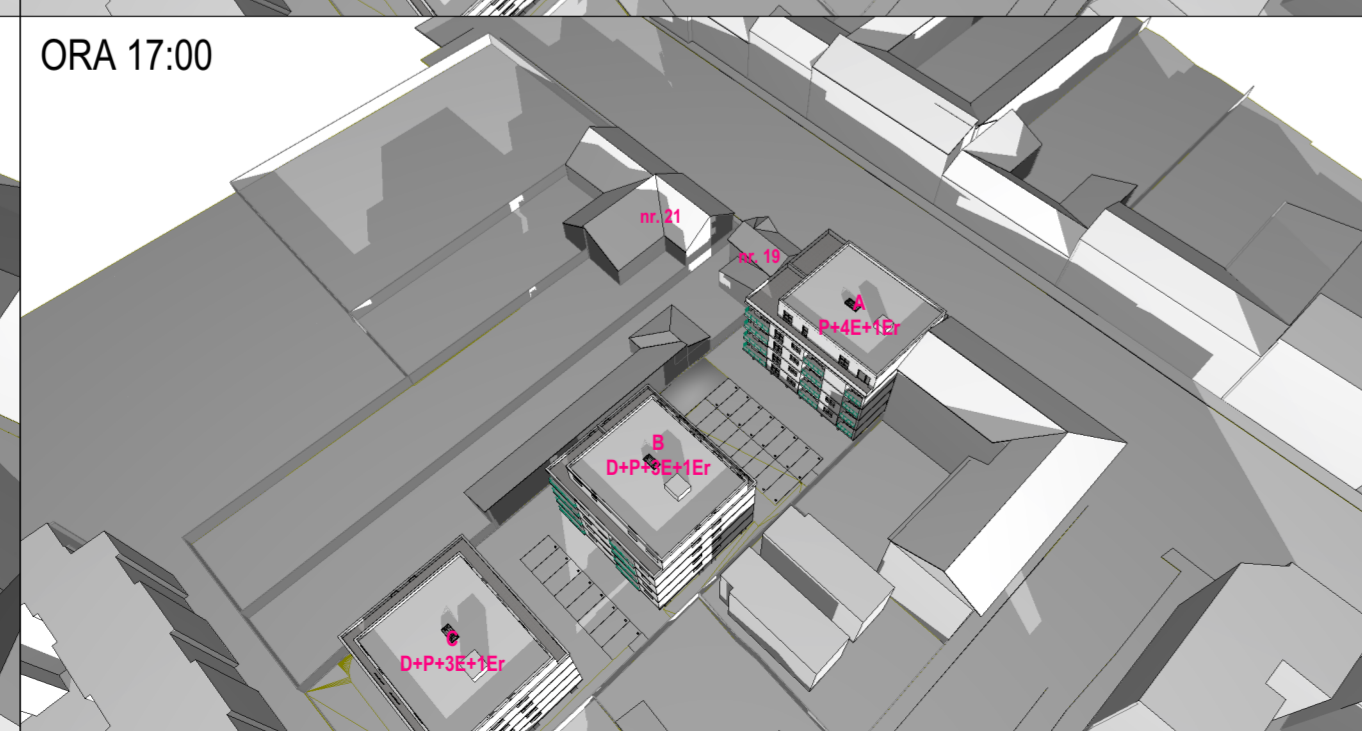 ORA 17:00
nr. 21
nr. 19
A
P+4E+1Er
B
D+P+3E+1Er
C
D+P+3E+1Er